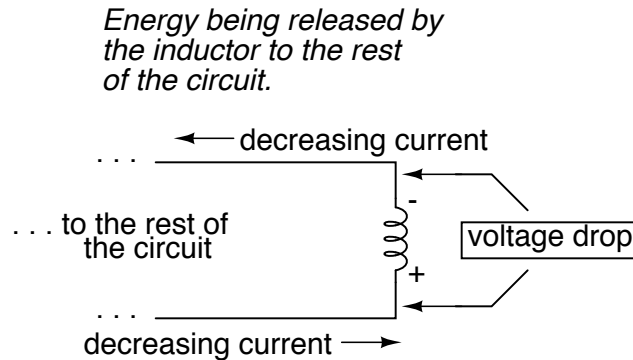 Energy being released by
the inductor to the rest
of the circuit.
. . .
decreasing current
-
. . . to the rest of
the circuit
voltage drop
+
. . .
decreasing current